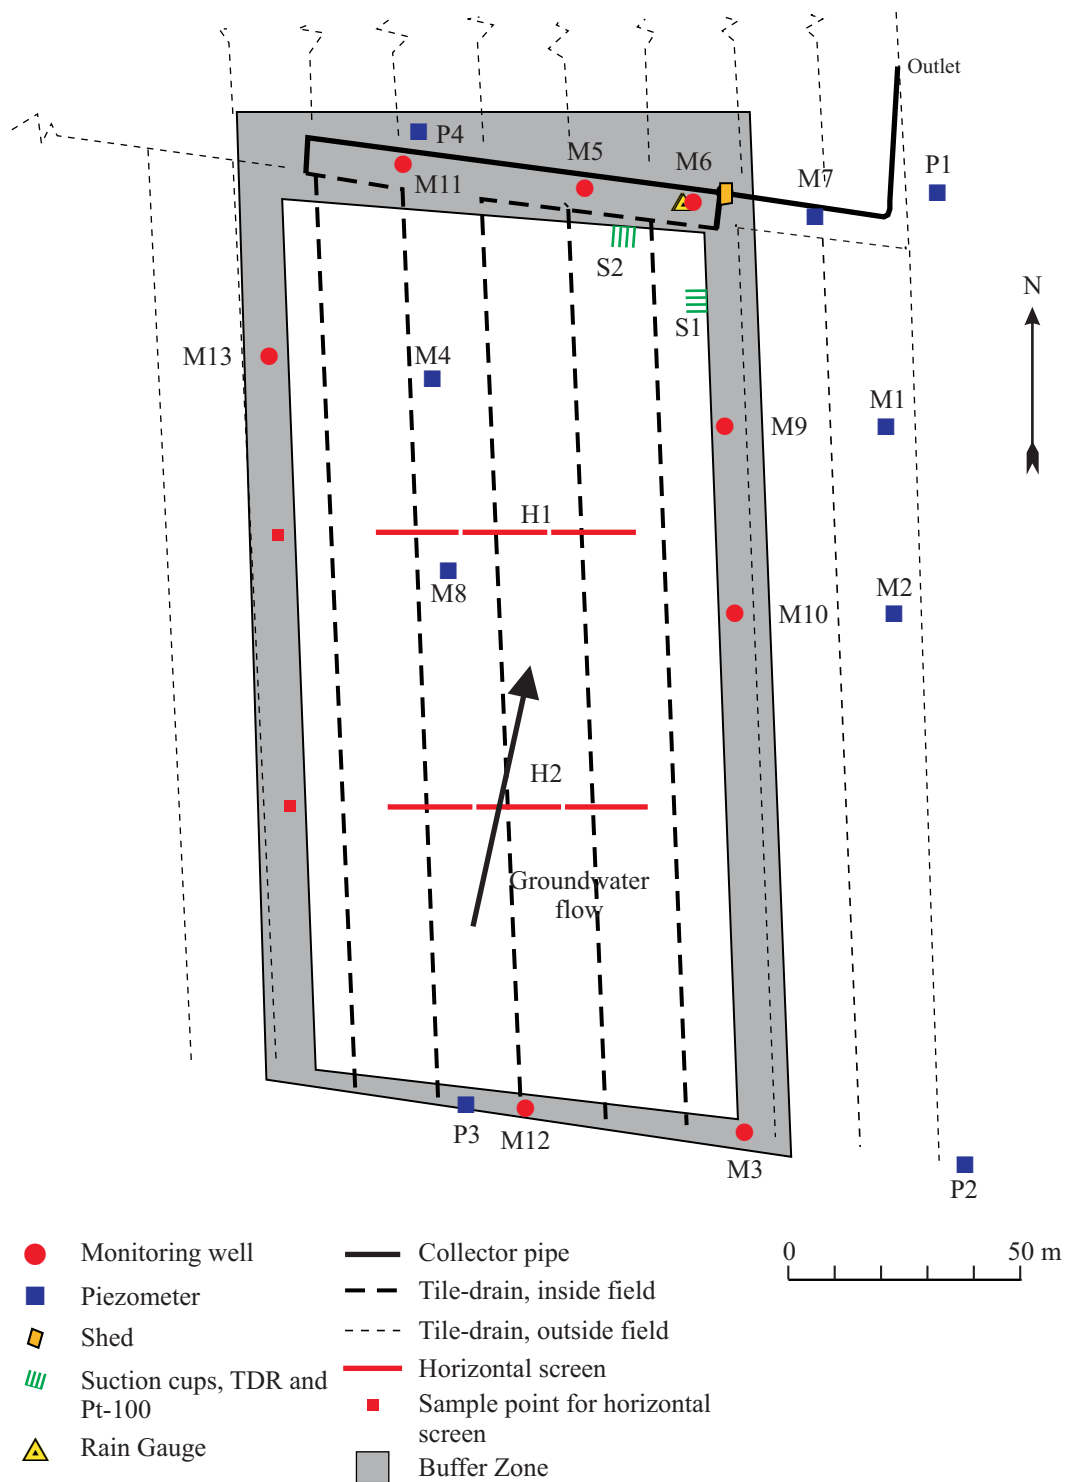 Outlet
P4
M5
M6
M7
P1
M11
S2
N
S1
M13
M4
M1
M9
H1
M8
M2
M10
H2
Groundwater
flow
P3
M12
M3
P2
Monitoring well
Piezometer
Shed
Suction cups, TDR and
Pt-100
Rain Gauge
Collector pipe
Tile-drain, inside field
Tile-drain, outside field
Horizontal screen
Sample point for horizontal
screen
Buffer Zone
0 50 m